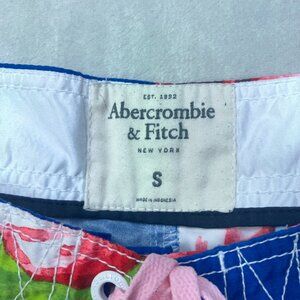 EST. 1892
Abercrombie
& Fitch
NEW YORK
S
MADE IN INDONESIA